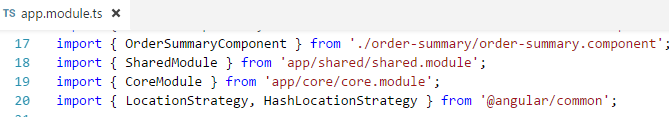 TS app.module.ts ×
17 import { OrderSummaryComponent } from './order-summary/order-summary.component';
18 import { SharedModule } from 'app/shared/shared.module';
19 import { CoreModule } from 'app/core/core.module';
20 import { LocationStrategy, HashLocationStrategy } from '@angular/common';